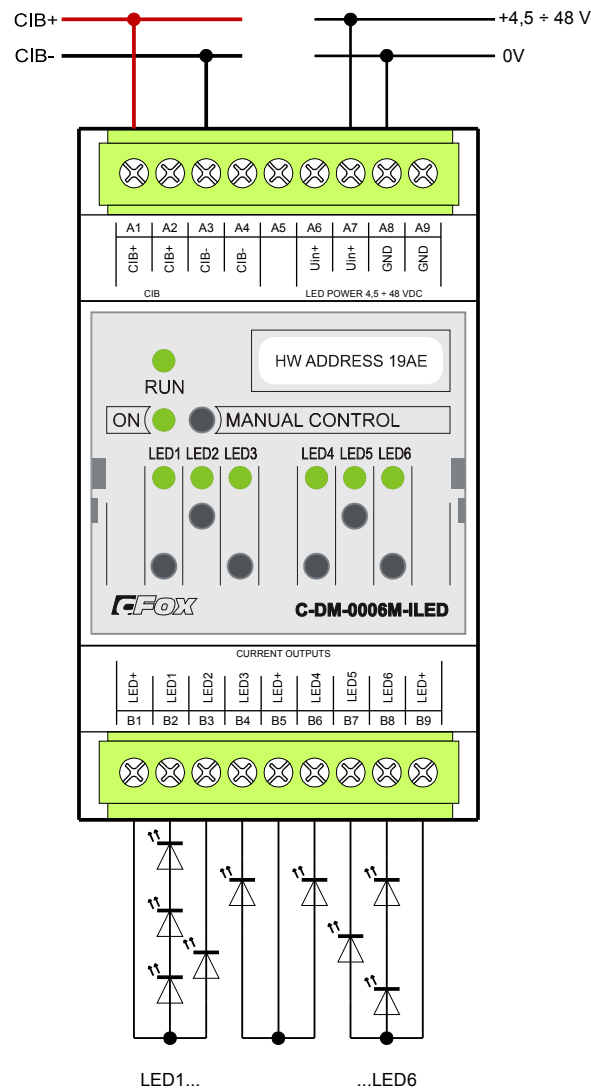 CIB+
+4,5 ÷ 48 V
CIB-
0V
A1 A2 A3 A4 A5 A6 A7 A8 A9
CIB+ CIB+ CIB- CIB- Uin+ Uin+ GND GND
CIB LED POWER 4,5 ÷ 48 VDC
HW ADDRESS 19AE
RUN
ON MANUAL CONTROL
LED1 LED2 LED3 LED4 LED5 LED6
CFOX C-DM-0006M-ILED
CURRENT OUTPUTS
LED+ LED1 LED2 LED3 LED+ LED4 LED5 LED6 LED+
B1 B2 B3 B4 B5 B6 B7 B8 B9
LED1... ...LED6